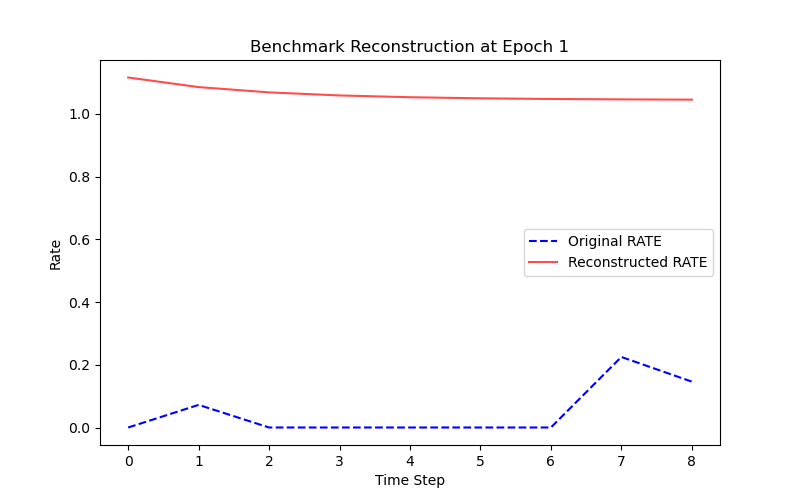 Benchmark Reconstruction at Epoch 1
Rate
1.0
0.8
0.6
0.4
0.2
0.0
Original RATE
Reconstructed RATE
0 1 2 3 4 5 6 7 8
Time Step